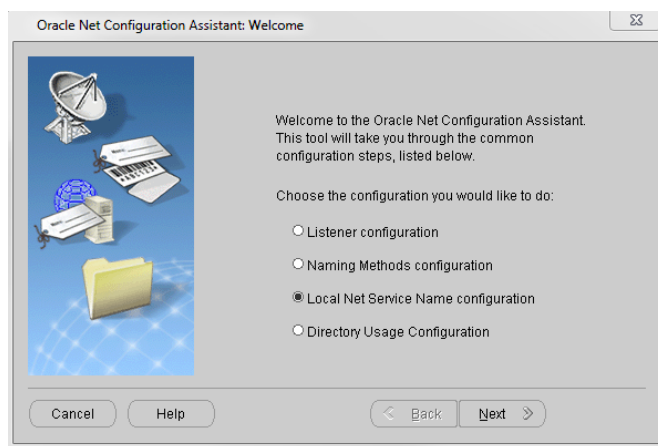 Oracle Net Configuration Assistant: Welcome
Welcome to the Oracle Net Configuration Assistant.
This tool will take you through the common
configuration steps, listed below.
Choose the configuration you would like to do:
Listener configuration
Naming Methods configuration
Local Net Service Name configuration
Directory Usage Configuration
Cancel
Help
Back
Next